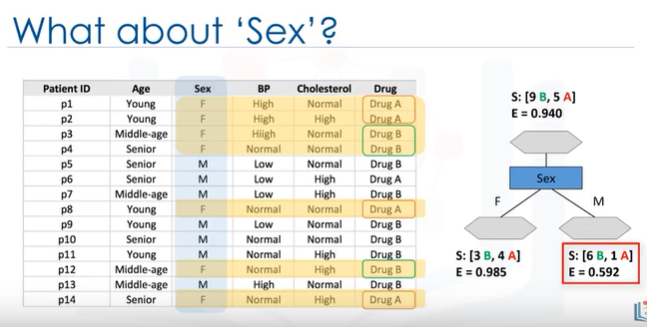 What about ‘Sex’?
Patient ID Age Sex BP Cholesterol Drug
p1 Young F High Normal Drug A
p2 Young F High High Drug A
p3 Middle-age F Hiigh Normal Drug B
p4 Senior F Normal Normal Drug B
p5 Senior M Low Normal Drug B
p6 Senior M Low High Drug A
p7 Middle-age M Low High Drug B
p8 Young F Normal Normal Drug A
p9 Young M Low Normal Drug B
p10 Senior M Normal Normal Drug B
p11 Young M Normal High Drug B
p12 Middle-age F Normal High Drug B
p13 Middle-age M High Normal Drug B
p14 Senior F Normal High Drug A
S: [9 B, 5 A]
E = 0.940
Sex
F M
S: [3 B, 4 A]
E = 0.985
S: [6 B, 1 A]
E = 0.592